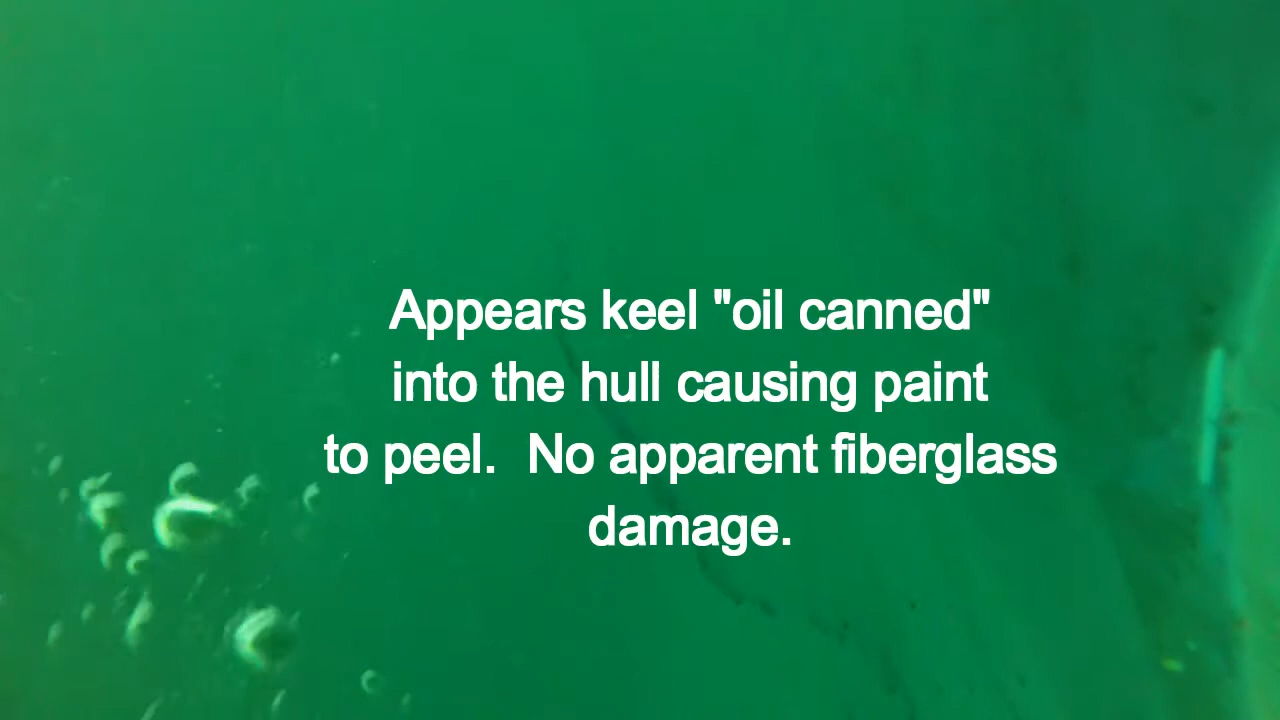 Appears keel "oil canned"
into the hull causing paint
to peel.  No apparent fiberglass
damage.